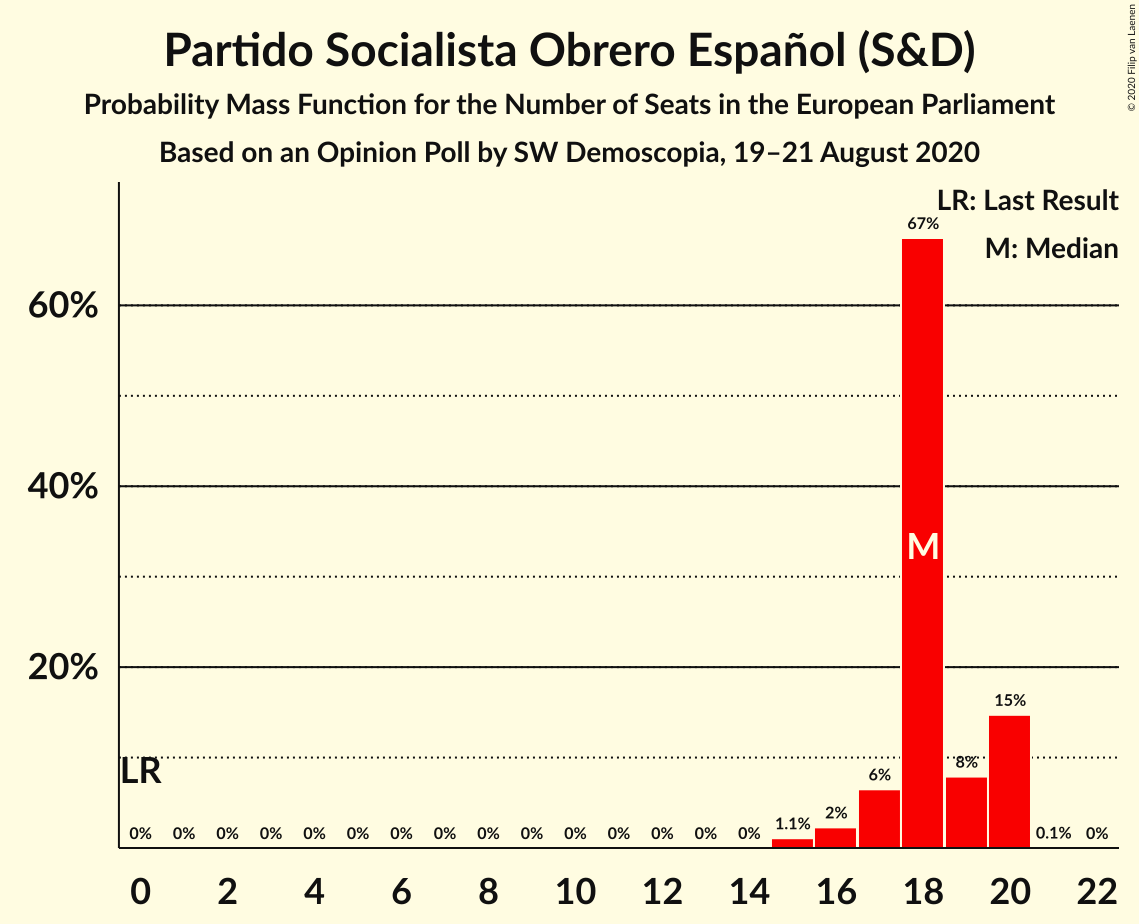 Partido Socialista Obrero Español (S&D)
Probability Mass Function for the Number of Seats in the European Parliament
Based on an Opinion Poll by SW Demoscopia, 19–21 August 2020
© 2020 Filip van Laenen
LR: Last Result
M: Median
60%
40%
20%
67%
M
15%
8%
6%
2%
1.1%
0.1%
LR
0% 0% 0% 0% 0% 0% 0% 0% 0% 0% 0% 0% 0% 0% 0% 0%
0 2 4 6 8 10 12 14 16 18 20 22